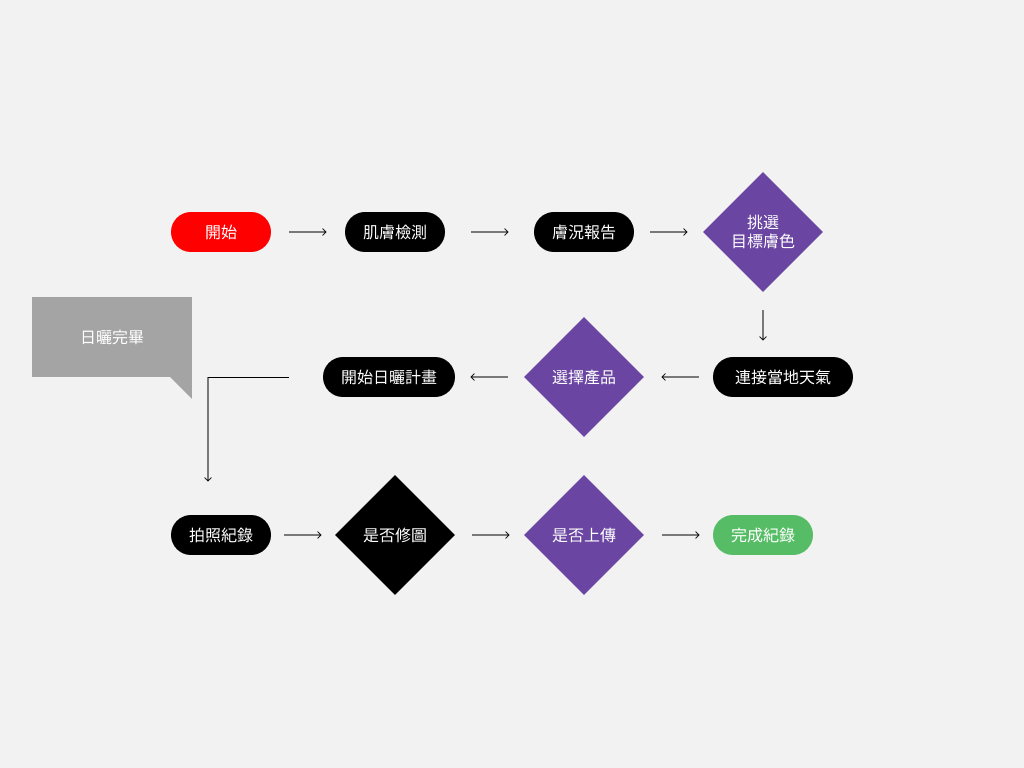 開始
肌膚檢測
膚況報告
挑選
目標膚色
日曬完畢
開始日曬計畫
選擇產品
連接當地天氣
拍照紀錄
是否修圖
是否上傳
完成紀錄